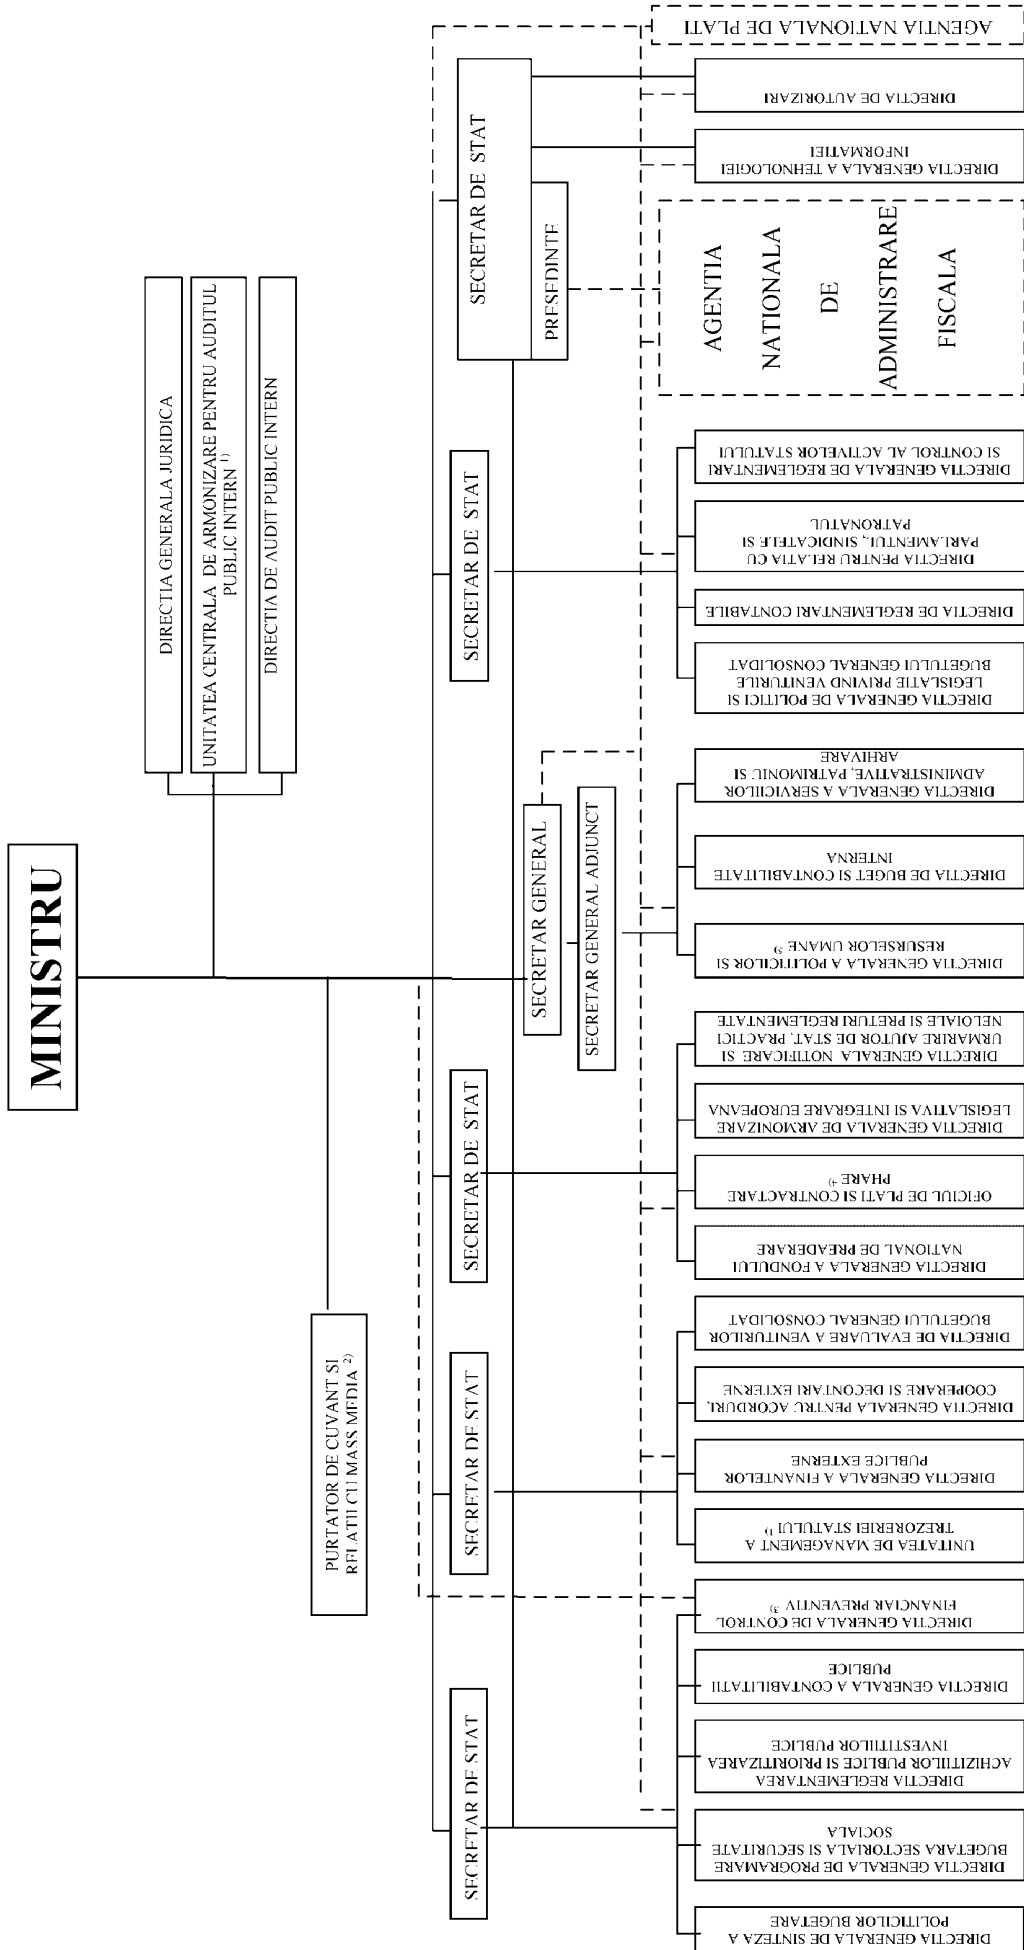 MINISTRU
DIRECTIA GENERALA JURIDICA
UNITATEA CENTRALA DE ARMONIZARE PENTRU AUDITUL
PUBLIC INTERN 1)
DIRECTIA DE AUDIT PUBLIC INTERN
PURTATOR DE CUVANT SI
RELATII CU MASS MEDIA 2)
SECRETAR DE STAT
SECRETAR DE STAT
SECRETAR DE STAT
SECRETAR GENERAL
SECRETAR GENERAL ADJUNCT
SECRETAR DE STAT
SECRETAR DE STAT
PRESEDINTE
DIRECTIA GENERALA DE SINTEZA A
POLITICILOR BUGETARE
DIRECTIA GENERALA DE PROGRAMARE
BUGETARA SECTORIALA SI SECURITATE
SOCIALA
DIRECTIA REGLEMENTAREA
ACHIZITIILOR PUBLICE SI PRIORITIZAREA
INVESTITIILOR PUBLICE
DIRECTIA GENERALA A CONTABILITATII
PUBLICE
DIRECTIA GENERALA DE CONTROL
FINANCIAR PREVENTIV 3)
UNITATEA DE MANAGEMENT A
TREZORERIEI STATULUI 1)
DIRECTIA GENERALA A FINANTELOR
PUBLICE EXTERNE
DIRECTIA GENERALA PENTRU ACORDURI,
COOPERARE SI DECONTARI EXTERNE
DIRECTIA DE EVALUARE A VENITURILOR
BUGETULUI GENERAL CONSOLIDAT
DIRECTIA GENERALA A FONDULUI
NATIONAL DE PREADERARE
OFICIUL DE PLATI SI CONTRACTARE
PHARE 4)
DIRECTIA GENERALA DE ARMONIZARE
LEGISLATIVA SI INTEGRARE EUROPEANA
DIRECTIA GENERALA NOTIFICARE SI
URMARIRE AJUTOR DE STAT, PRACTICI
NELOIALE SI PRETURI REGLEMENTATE
DIRECTIA GENERALA A POLITICILOR SI
RESURSELOR UMANE 5)
DIRECTIA DE BUGET SI CONTABILITATE
INTERNA
DIRECTIA GENERALA A SERVICIILOR
ADMINISTRATIVE, PATRIMONIU SI
ARHIVARE
DIRECTIA GENERALA DE POLITICI SI
LEGISLATIE PRIVIND VENITURILE
BUGETULUI GENERAL CONSOLIDAT
DIRECTIA DE REGLEMENTARI CONTABILE
DIRECTIA PENTRU RELATIA CU
PARLAMENTUL, SINDICATELE SI
PATRONATUL
DIRECTIA GENERALA DE REGLEMENTARI
SI CONTROL AL ACTIVELOR STATULUI
AGENTIA
NATIONALA
DE
ADMINISTRARE
FISCALA
DIRECTIA GENERALA A TEHNOLOGIEI
INFORMATIEI
DIRECTIA DE AUTORIZARI
AGENTIA NATIONALA DE PLATI